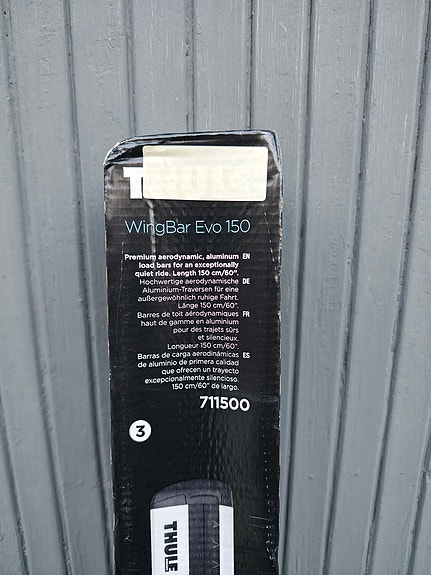 THULE
WingBar Evo 150
Premium aerodynamic, aluminum EN
load bars for an exceptionally
quiet ride. Length 150 cm/60".
Hochwertige aerodynamische DE
Aluminium-Traversen für eine
außergewöhnlich ruhige Fahrt.
Länge 150 cm/60".
Barres de toit aérodynamiques FR
haut de gamme en aluminium
pour des trajets sûrs
et silencieux.
Longueur 150 cm/60".
Barras de carga aerodinámicas ES
de aluminio de primera calidad
que ofrecen un trayecto
excepcionalmente silencioso.
150 cm/60" de largo.
711500
3
THULE